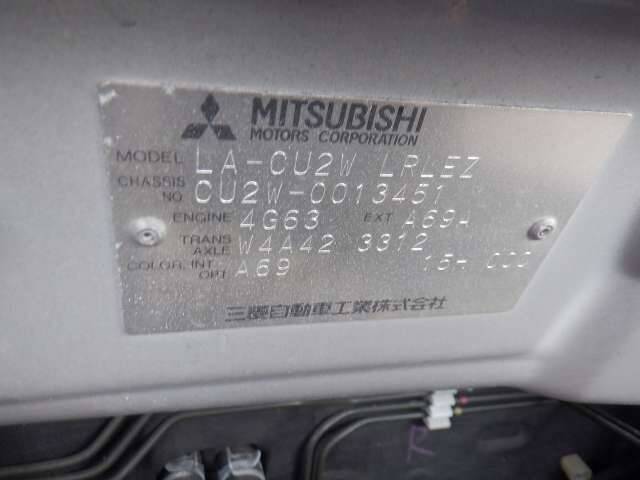 MITSUBISHI
MOTORS CORPORATION
MODEL LA-CU2W LRLEZ
CHASSIS NO. CU2W-0013451
ENGINE 4G63 EXT A69H
TRANS AXLE W4A42 3312
COLOR, INT OPT A69 15H 000
三菱自動車工業株式会社